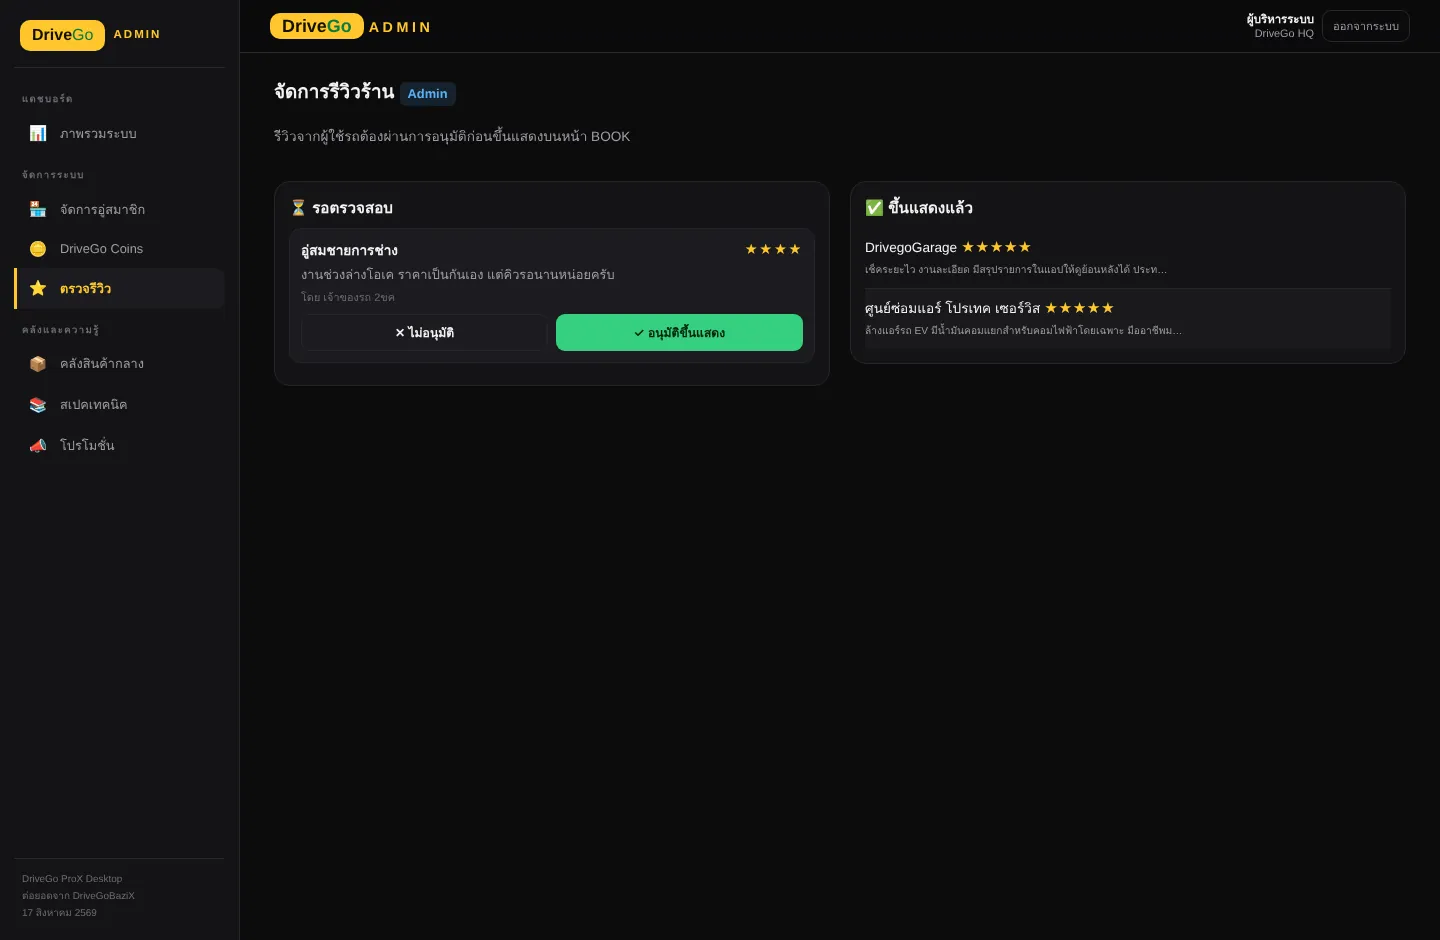 DriveGo ADMIN
แดชบอร์ด
ภาพรวมระบบ
จัดการระบบ
จัดการอู่สมาชิก
DriveGo Coins
ตรวจรีวิว
คลังและความรู้
คลังสินค้ากลาง
สเปคเทคนิค
โปรโมชั่น
DriveGo ProX Desktop
ต่อยอดจาก DriveGoBaziX
17 สิงหาคม 2569
DriveGo ADMIN
ผู้บริหารระบบ
DriveGo HQ
ออกจากระบบ
จัดการรีวิวร้าน Admin
รีวิวจากผู้ใช้รถต้องผ่านการอนุมัติก่อนขึ้นแสดงบนหน้า BOOK
⏳ รอตรวจสอบ
อู่สมชายการช่าง ★★★★
งานช่วงล่างโอเค ราคาเป็นกันเอง แต่คิวรอนานหน่อยครับ
โดย เจ้าของรถ 2ขค
✕ ไม่อนุมัติ
✓ อนุมัติขึ้นแสดง
✅ ขึ้นแสดงแล้ว
DrivegoGarage ★★★★★
เช็คระยะไว งานละเอียด มีสรุปรายการในแอปให้ดูย้อนหลังได้ ประท…
ศูนย์ซ่อมแอร์ โปรเทค เซอร์วิส ★★★★★
ล้างแอร์รถ EV มีน้ำมันคอมแยกสำหรับคอมไฟฟ้าโดยเฉพาะ มืออาชีพม…